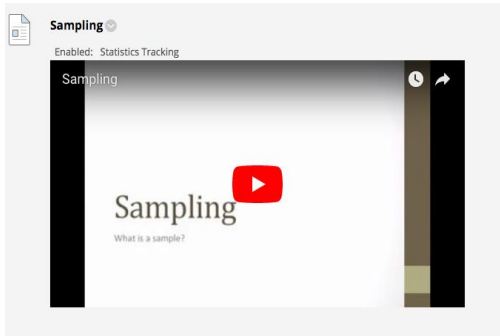 Sampling
Enabled: Statistics Tracking
Sampling
Sampling
What is a sample?